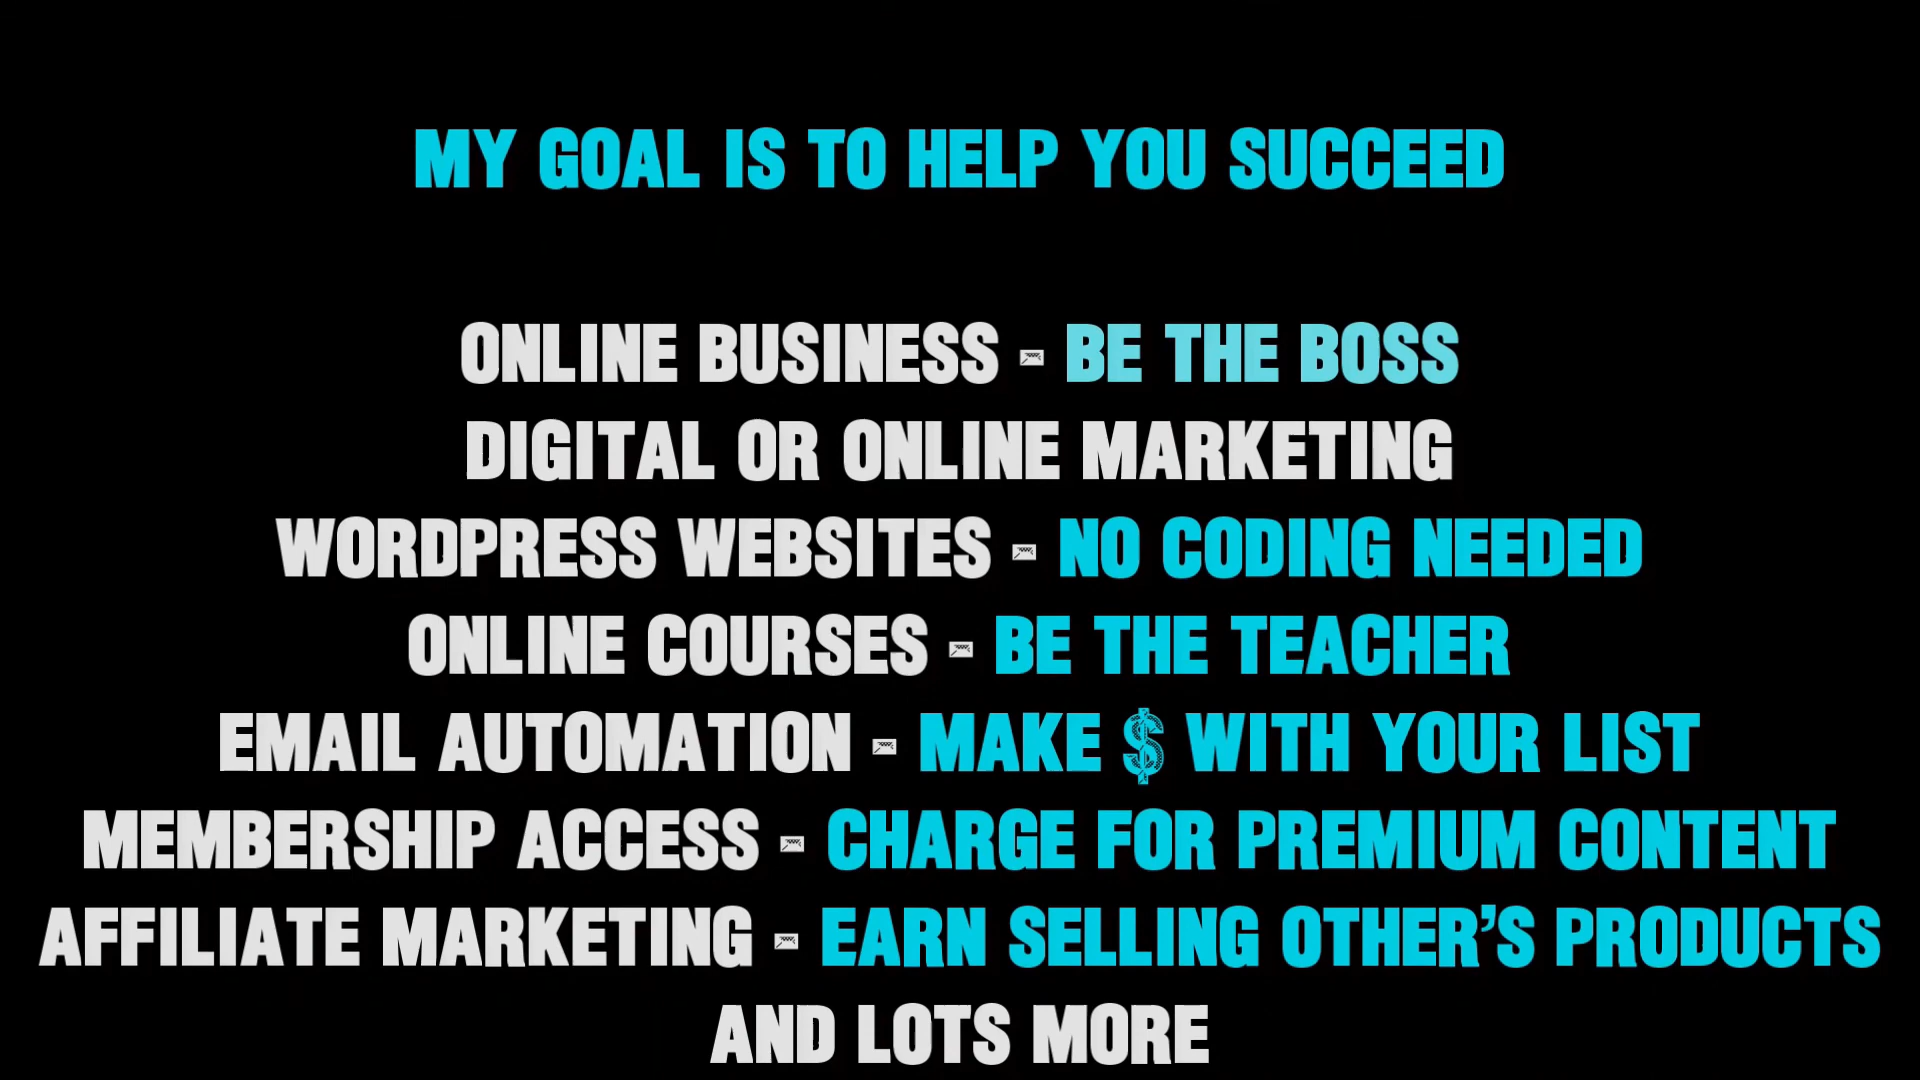 MY GOAL IS TO HELP YOU SUCCEED
ONLINE BUSINESS - BE THE BOSS
DIGITAL OR ONLINE MARKETING
WORDPRESS WEBSITES - NO CODING NEEDED
ONLINE COURSES - BE THE TEACHER
EMAIL AUTOMATION - MAKE $ WITH YOUR LIST
MEMBERSHIP ACCESS - CHARGE FOR PREMIUM CONTENT
AFFILIATE MARKETING - EARN SELLING OTHER'S PRODUCTS
AND LOTS MORE